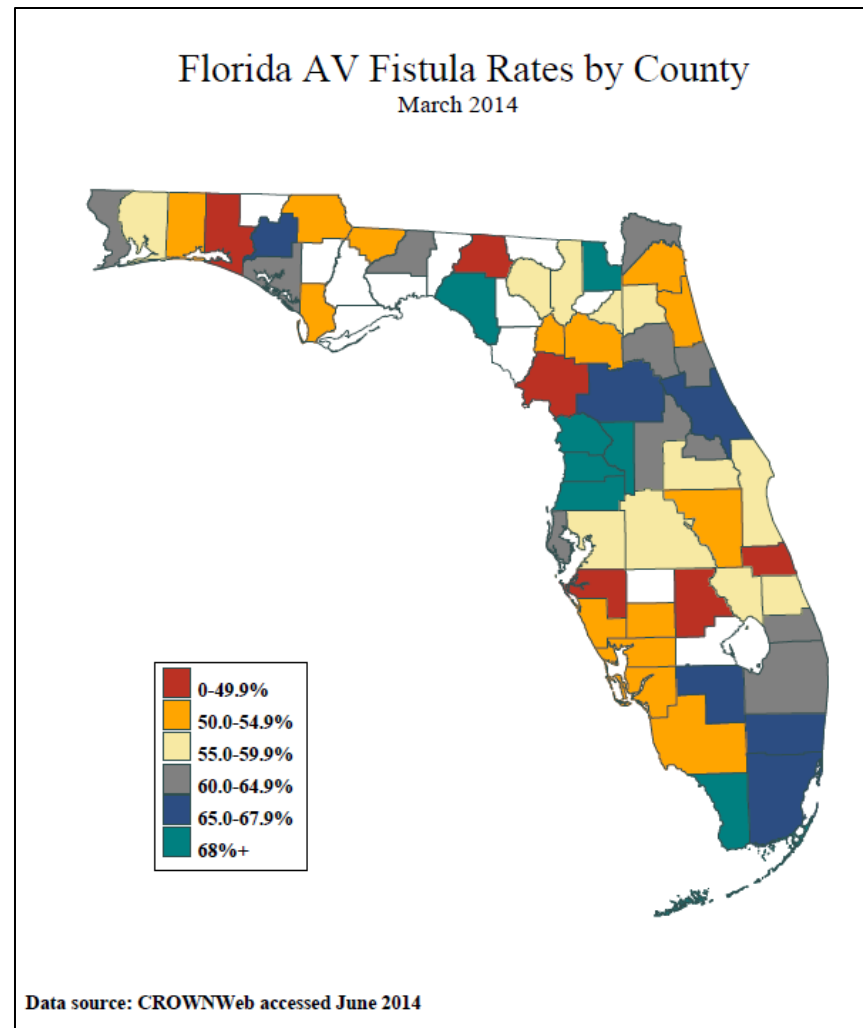 Florida AV Fistula Rates by County
March 2014
0-49.9%
50.0-54.9%
55.0-59.9%
60.0-64.9%
65.0-67.9%
68%+
Data source: CROWNWeb accessed June 2014